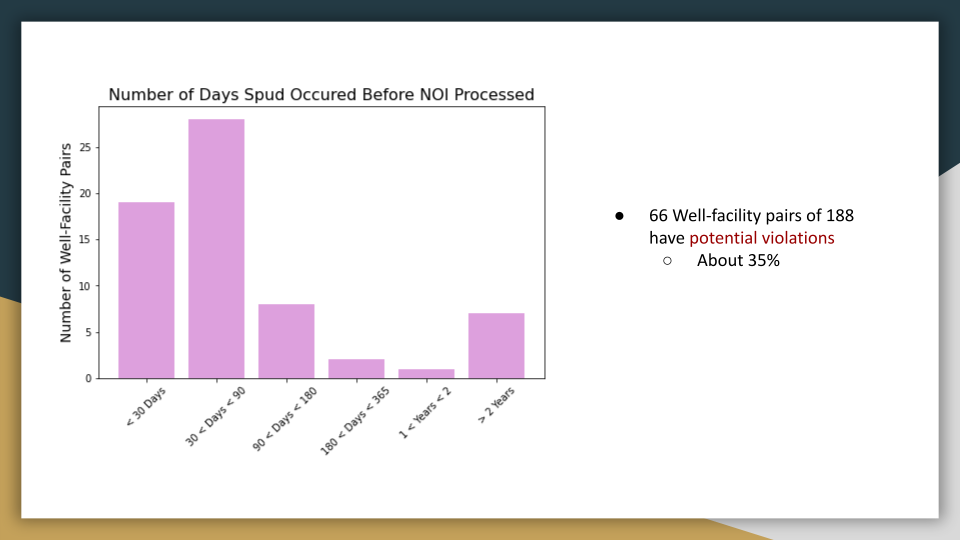 Number of Days Spud Occured Before NOI Processed
Number of Well-Facility Pairs
25
20
15
10
5
0
< 30 Days
30 < Days < 90
90 < Days < 180
180 < Days < 365
1 < Years < 2
> 2 Years
● 66 Well-facility pairs of 188
have potential violations
○ About 35%